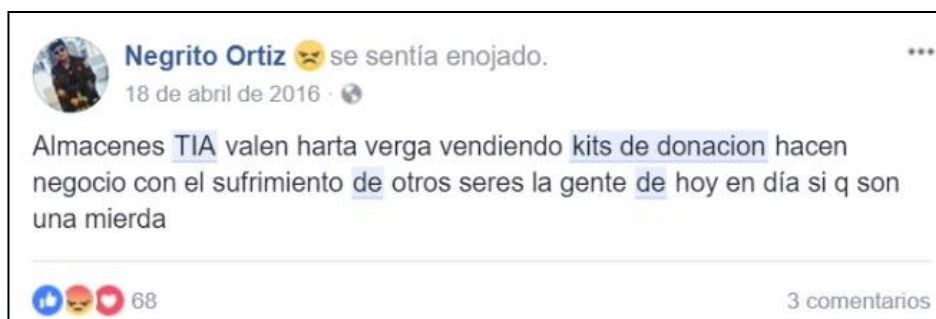 Negrito Ortiz 😠 se sentía enojado.
18 de abril de 2016 ·
Almacenes TIA valen harta verga vendiendo kits de donacion hacen
negocio con el sufrimiento de otros seres la gente de hoy en día si q son
una mierda
68 3 comentarios